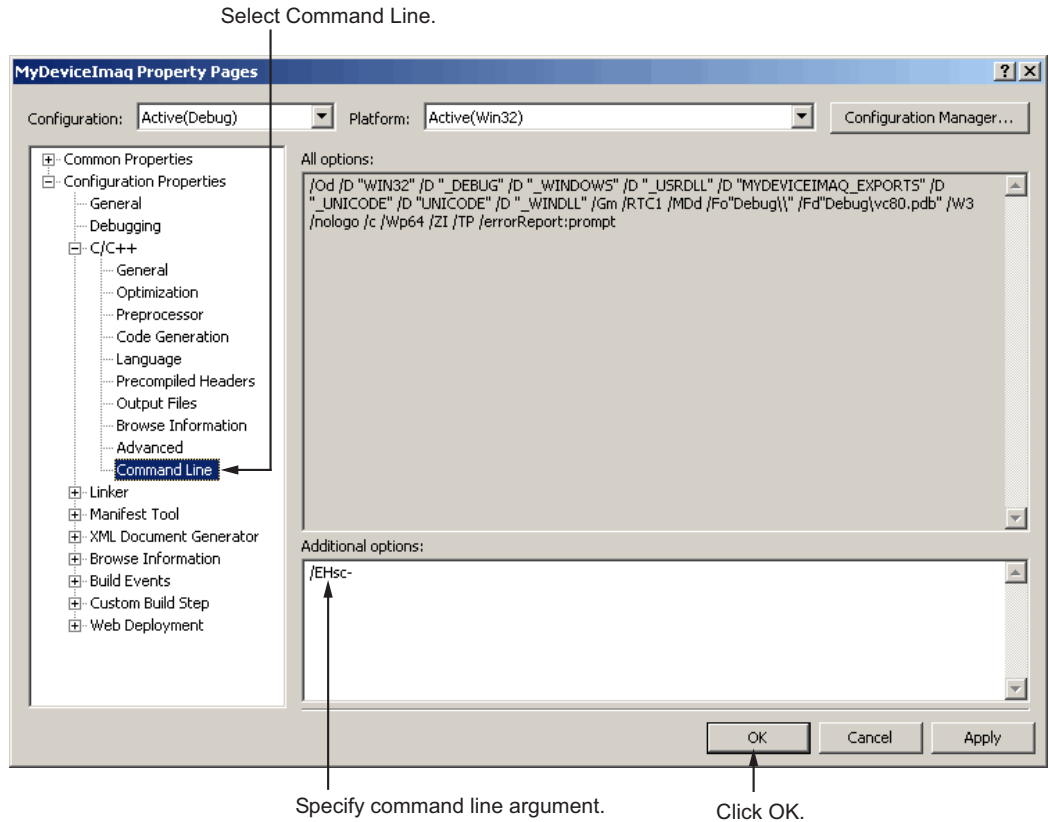 Select Command Line.
MyDeviceImaq Property Pages
Configuration: Active(Debug) Platform: Active(Win32) Configuration Manager...
Common Properties
Configuration Properties
General
Debugging
C/C++
General
Optimization
Preprocessor
Code Generation
Language
Precompiled Headers
Output Files
Browse Information
Advanced
Command Line
Linker
Manifest Tool
XML Document Generator
Browse Information
Build Events
Custom Build Step
Web Deployment
All options:
/Od /D "WIN32" /D "_DEBUG" /D "_WINDOWS" /D "_USRDLL" /D "MYDEVICEIMAQ_EXPORTS" /D
"_UNICODE" /D "UNICODE" /D "_WINDLL" /Gm /RTC1 /MDd /Fo"Debug\\" /Fd"Debug\vc80.pdb" /W3
/nologo /c /Wp64 /ZI /TP /errorReport:prompt
Additional options:
/EHsc-
OK Cancel Apply
Specify command line argument.
Click OK.